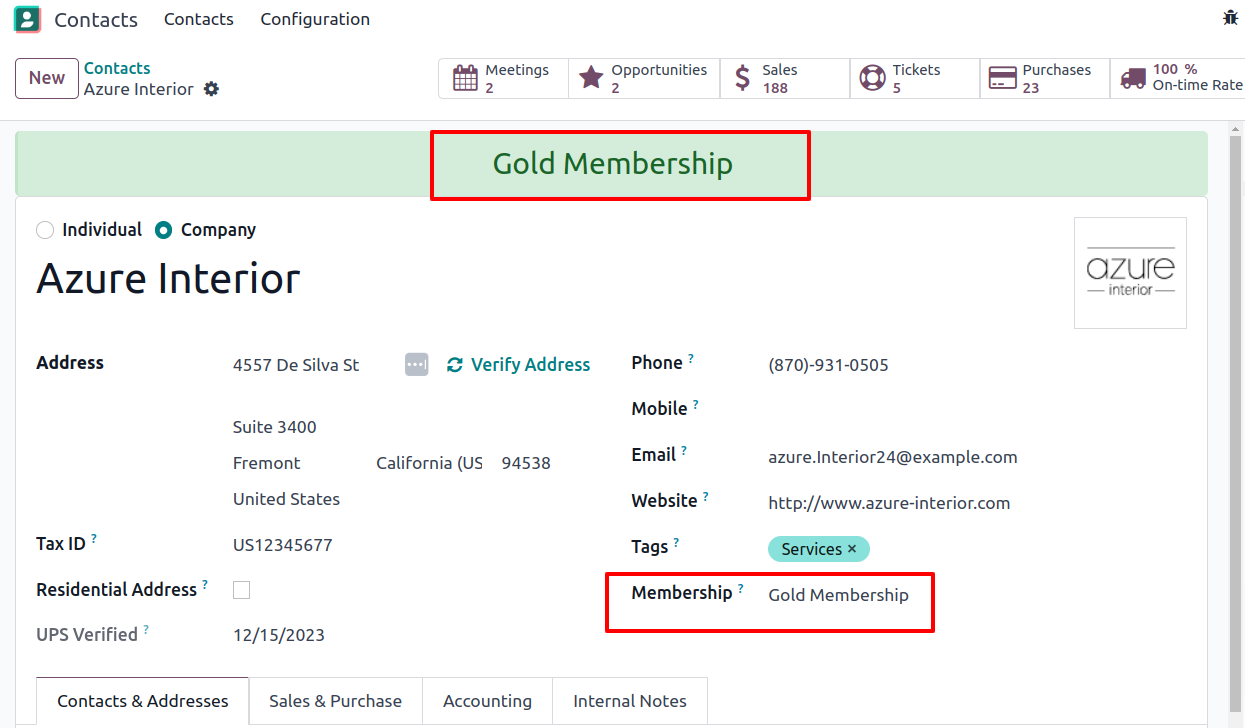 Contacts Contacts Configuration
New Contacts
Azure Interior
Meetings 2
Opportunities 2
Sales 188
Tickets 5
Purchases 23
100 % On-time Rate
Gold Membership
Individual Company
Azure Interior
azure
interior
Address 4557 De Silva St Verify Address
Suite 3400
Fremont California (US 94538
United States
Tax ID ? US12345677
Residential Address ?
UPS Verified ? 12/15/2023
Phone ? (870)-931-0505
Mobile ?
Email ? azure.Interior24@example.com
Website ? http://www.azure-interior.com
Tags ? Services ×
Membership ? Gold Membership
Contacts & Addresses Sales & Purchase Accounting Internal Notes